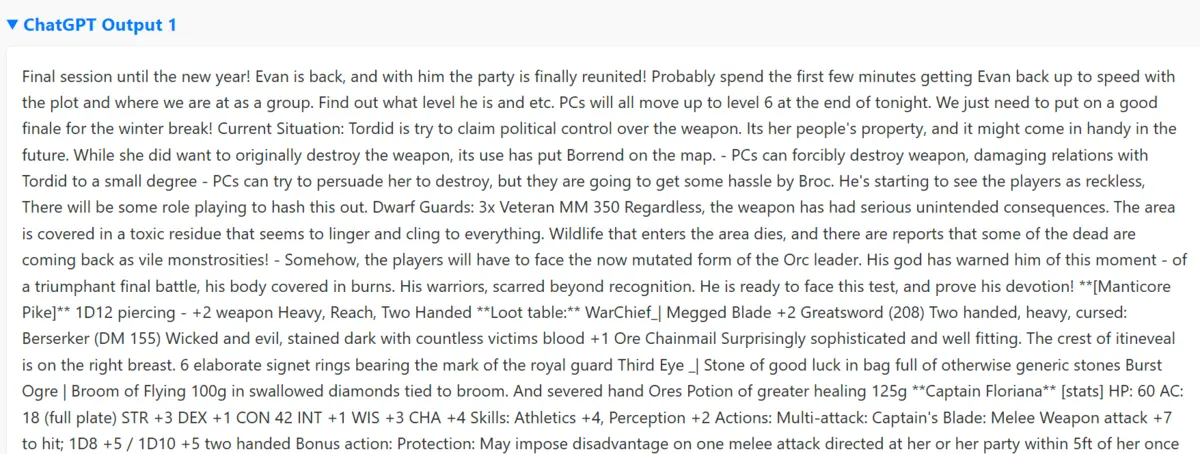 ▼ ChatGPT Output 1
Final session until the new year! Evan is back, and with him the party is finally reunited! Probably spend the first few minutes getting Evan back up to speed with
the plot and where we are at as a group. Find out what level he is and etc. PCs will all move up to level 6 at the end of tonight. We just need to put on a good
finale for the winter break! Current Situation: Tordid is try to claim political control over the weapon. Its her people's property, and it might come in handy in the
future. While she did want to originally destroy the weapon, its use has put Borrend on the map. - PCs can forcibly destroy weapon, damaging relations with
Tordid to a small degree - PCs can try to persuade her to destroy, but they are going to get some hassle by Broc. He's starting to see the players as reckless,
There will be some role playing to hash this out. Dwarf Guards: 3x Veteran MM 350 Regardless, the weapon has had serious unintended consequences. The area
is covered in a toxic residue that seems to linger and cling to everything. Wildlife that enters the area dies, and there are reports that some of the dead are
coming back as vile monstrosities! - Somehow, the players will have to face the now mutated form of the Orc leader. His god has warned him of this moment - of
a triumphant final battle, his body covered in burns. His warriors, scarred beyond recognition. He is ready to face this test, and prove his devotion! **[Manticore
Pike]** 1D12 piercing - +2 weapon Heavy, Reach, Two Handed **Loot table:** WarChief_| Megged Blade +2 Greatsword (208) Two handed, heavy, cursed:
Berserker (DM 155) Wicked and evil, stained dark with countless victims blood +1 Ore Chainmail Surprisingly sophisticated and well fitting. The crest of itineveal
is on the right breast. 6 elaborate signet rings bearing the mark of the royal guard Third Eye _| Stone of good luck in bag full of otherwise generic stones Burst
Ogre | Broom of Flying 100g in swallowed diamonds tied to broom. And severed hand Ores Potion of greater healing 125g **Captain Floriana** [stats] HP: 60 AC:
18 (full plate) STR +3 DEX +1 CON 42 INT +1 WIS +3 CHA +4 Skills: Athletics +4, Perception +2 Actions: Multi-attack: Captain's Blade: Melee Weapon attack +7
to hit; 1D8 +5 / 1D10 +5 two handed Bonus action: Protection: May impose disadvantage on one melee attack directed at her or her party within 5ft of her once